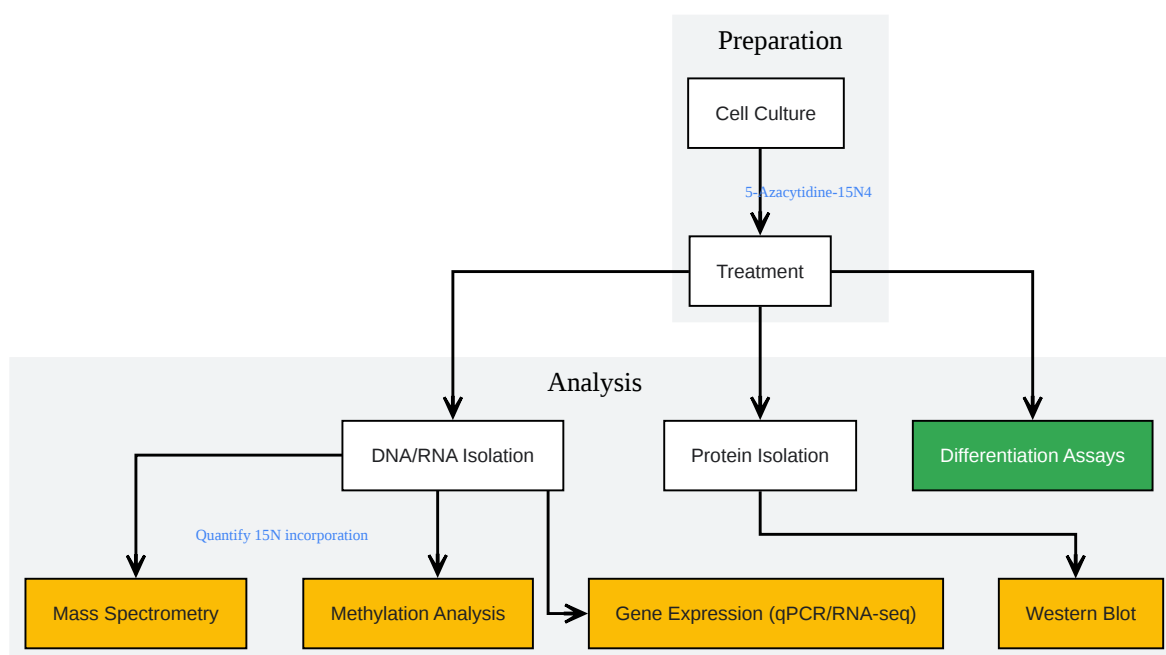 Preparation
Cell Culture
5-Azacytidine-15N4
Treatment
Analysis
DNA/RNA Isolation
Protein Isolation
Differentiation Assays
Quantify 15N incorporation
Mass Spectrometry
Methylation Analysis
Gene Expression (qPCR/RNA-seq)
Western Blot